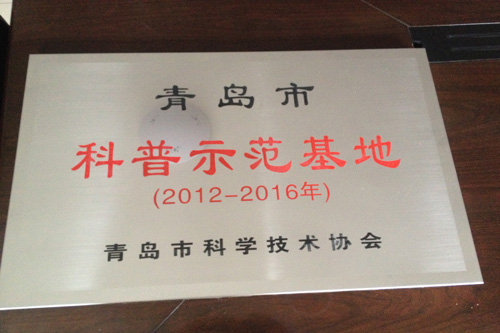 青岛市
科普示范基地
(2012-2016年)
青岛市科学技术协会